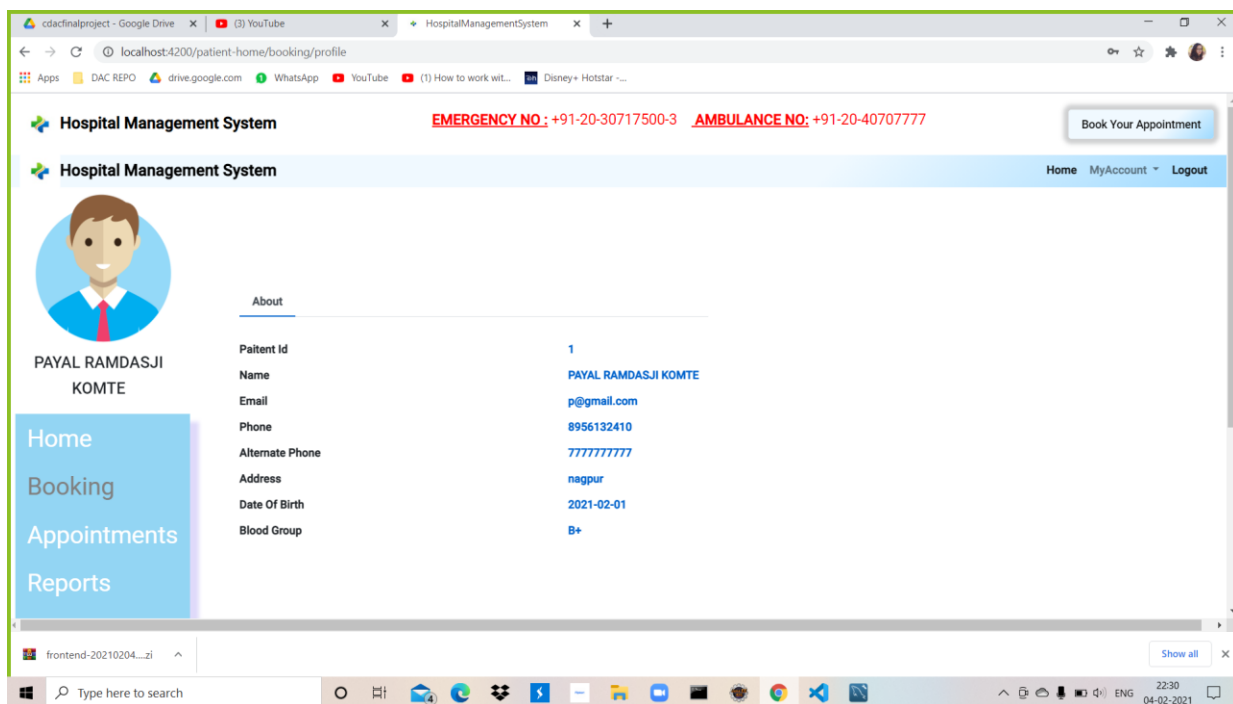 cdacfinalproject - Google Drive
(3) YouTube
HospitalManagementSystem
localhost:4200/patient-home/booking/profile
Apps DAC REPO drive.google.com WhatsApp YouTube (1) How to work wit... Disney+ Hotstar -...
Hospital Management System
EMERGENCY NO : +91-20-30717500-3 AMBULANCE NO: +91-20-40707777
Book Your Appointment
Hospital Management System
Home MyAccount Logout
PAYAL RAMDASJI
KOMTE
Home
Booking
Appointments
Reports
About
Paitent Id 1
Name PAYAL RAMDASJI KOMTE
Email p@gmail.com
Phone 8956132410
Alternate Phone 7777777777
Address nagpur
Date Of Birth 2021-02-01
Blood Group B+
frontend-20210204....zi
Show all
Type here to search
4
ENG
22:30
04-02-2021